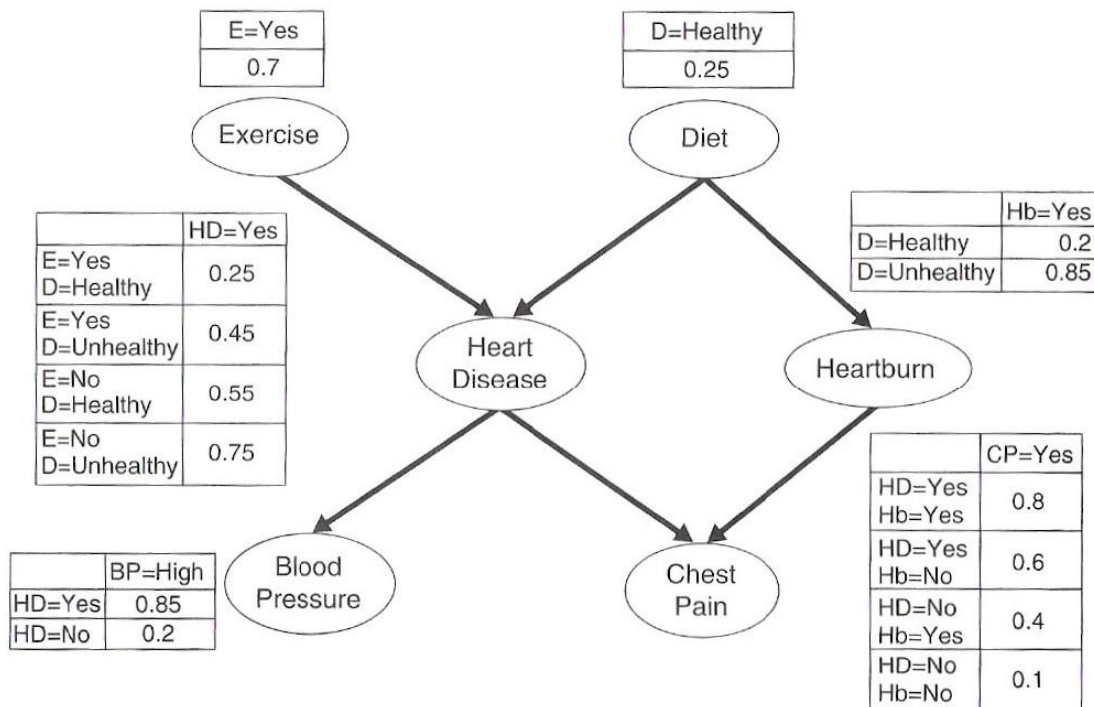 E=Yes
0.7
D=Healthy
0.25
Exercise
Diet
HD=Yes
E=Yes
D=Healthy
0.25
E=Yes
D=Unhealthy
0.45
E=No
D=Healthy
0.55
E=No
D=Unhealthy
0.75
Hb=Yes
D=Healthy 0.2
D=Unhealthy 0.85
Heart
Disease
Heartburn
BP=High
HD=Yes 0.85
HD=No 0.2
Blood
Pressure
Chest
Pain
CP=Yes
HD=Yes
Hb=Yes
0.8
HD=Yes
Hb=No
0.6
HD=No
Hb=Yes
0.4
HD=No
Hb=No
0.1